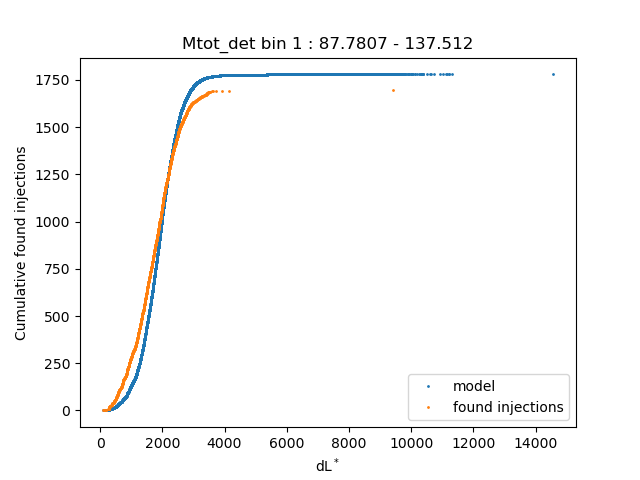 Mtot_det bin 1 : 87.7807 - 137.512
1750
1500
1250
1000
750
500
250
0
Cumulative found injections
0 2000 4000 6000 8000 10000 12000 14000
dL*
model
found injections